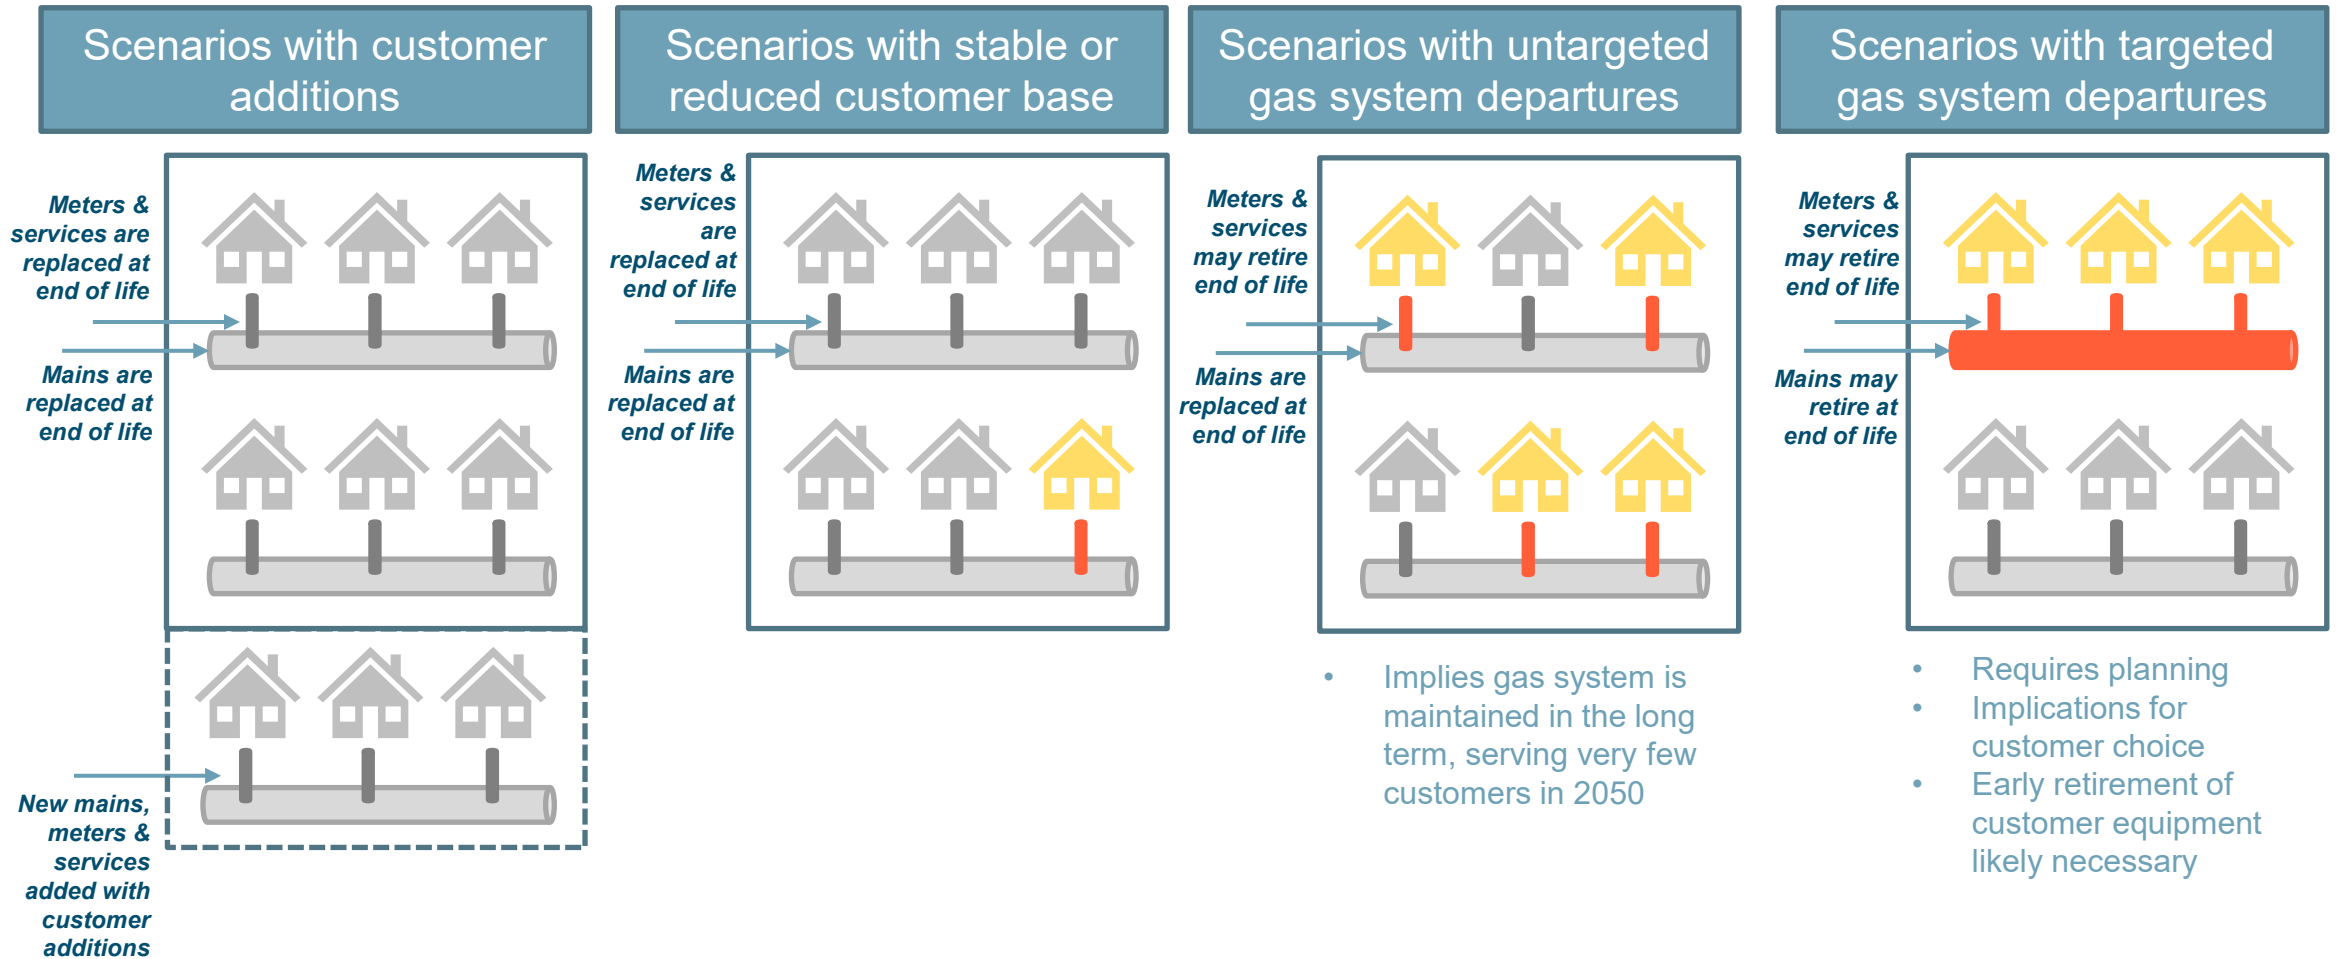 Scenarios with customer
additions
Meters &
services are
replaced at
end of life
Mains are
replaced at
end of life
New mains,
meters &
services
added with
customer
additions
Scenarios with stable or
reduced customer base
Meters &
services
are
replaced at
end of life
Mains are
replaced at
end of life
Scenarios with untargeted
gas system departures
Meters &
services
may retire
end of life
Mains are
replaced at
end of life
• Implies gas system is
maintained in the long
term, serving very few
customers in 2050
Scenarios with targeted
gas system departures
Meters &
services
may retire
end of life
Mains may
retire at
end of life
• Requires planning
• Implications for
customer choice
• Early retirement of
customer equipment
likely necessary